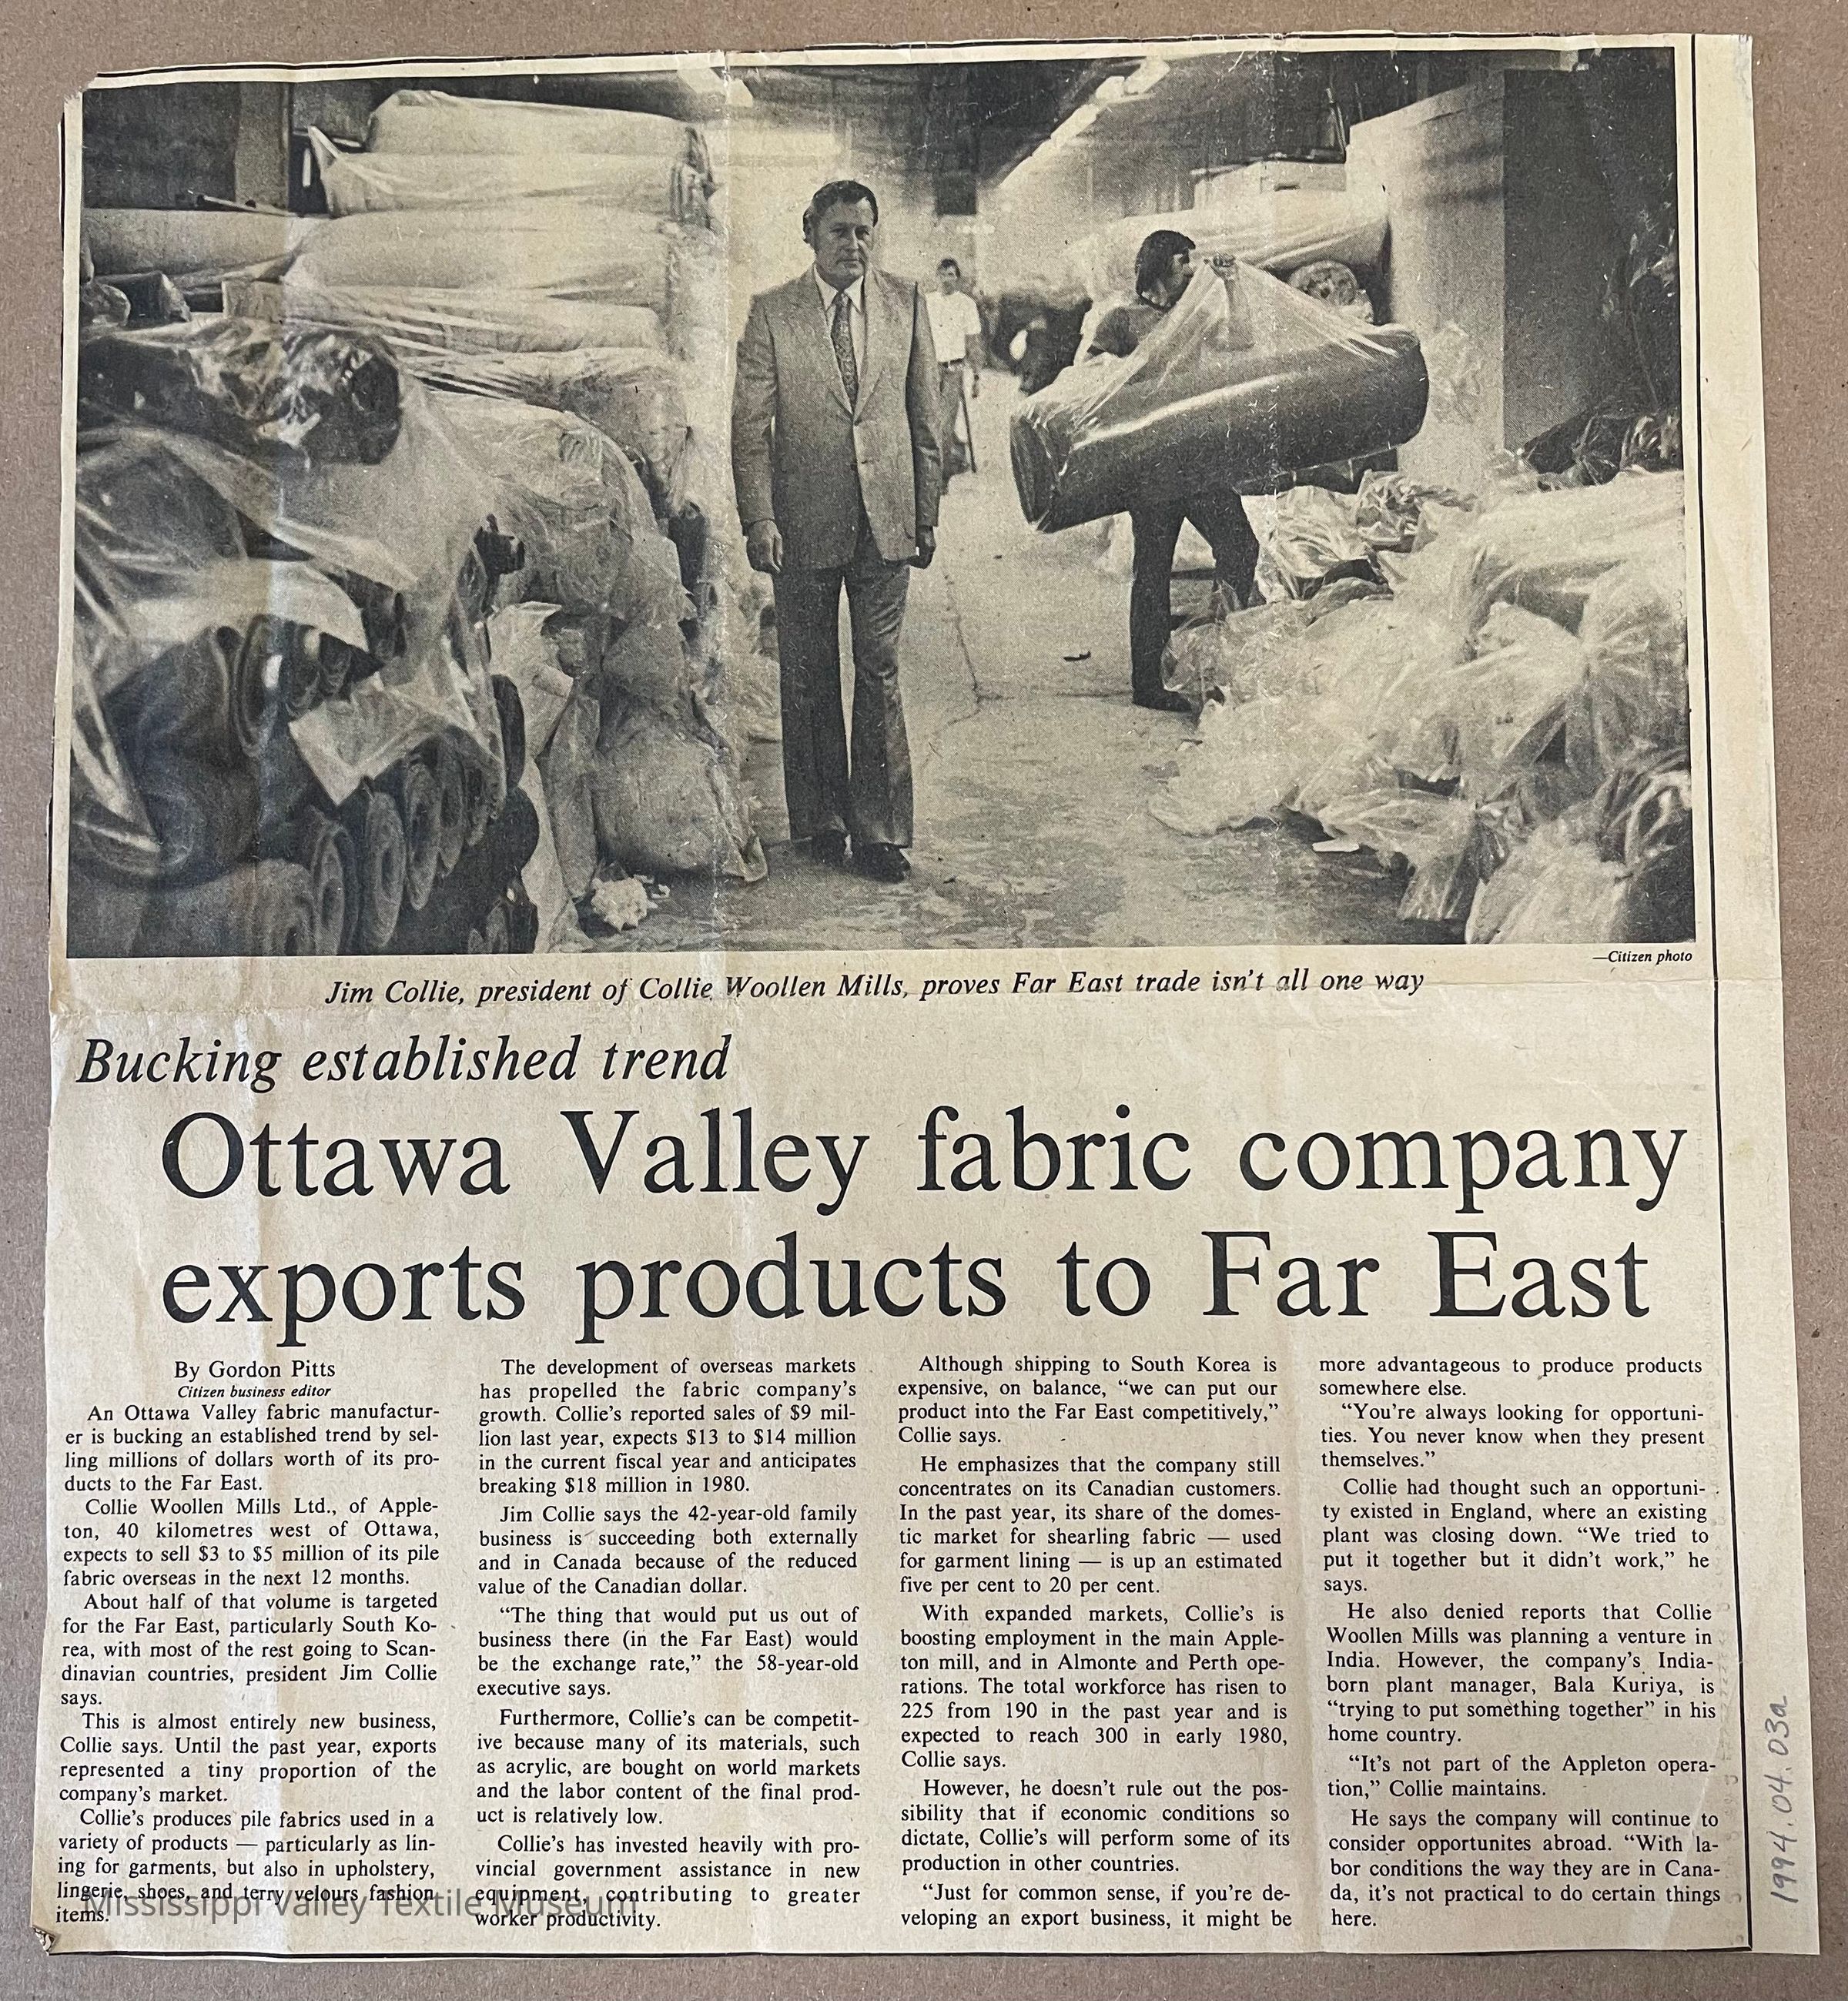 —Citizen photo
Jim Collie, president of Collie Woollen Mills, proves Far East trade isn't all one way
Bucking established trend
Ottawa Valley fabric company
exports products to Far East
By Gordon Pitts
Citizen business editor
An Ottawa Valley fabric manufactur-
er is bucking an established trend by sel-
ling millions of dollars worth of its pro-
ducts to the Far East.
Collie Woollen Mills Ltd., of Apple-
ton, 40 kilometres west of Ottawa,
expects to sell $3 to $5 million of its pile
fabric overseas in the next 12 months.
About half of that volume is targeted
for the Far East, particularly South Ko-
rea, with most of the rest going to Scan-
dinavian countries, president Jim Collie
says.
This is almost entirely new business,
Collie says. Until the past year, exports
represented a tiny proportion of the
company's market.
Collie's produces pile fabrics used in a
variety of products — particularly as lin-
ing for garments, but also in upholstery,
lingerie, shoes, and terry velours fashion
items.
The development of overseas markets
has propelled the fabric company's
growth. Collie's reported sales of $9 mil-
lion last year, expects $13 to $14 million
in the current fiscal year and anticipates
breaking $18 million in 1980.
Jim Collie says the 42-year-old family
business is succeeding both externally
and in Canada because of the reduced
value of the Canadian dollar.
“The thing that would put us out of
business there (in the Far East) would
be the exchange rate,” the 58-year-old
executive says.
Furthermore, Collie's can be competit-
ive because many of its materials, such
as acrylic, are bought on world markets
and the labor content of the final prod-
uct is relatively low.
Collie's has invested heavily with pro-
vincial government assistance in new
equipment, contributing to greater
worker productivity.
Although shipping to South Korea is
expensive, on balance, “we can put our
product into the Far East competitively,”
Collie says.
He emphasizes that the company still
concentrates on its Canadian customers.
In the past year, its share of the domes-
tic market for shearling fabric — used
for garment lining — is up an estimated
five per cent to 20 per cent.
With expanded markets, Collie's is
boosting employment in the main Apple-
ton mill, and in Almonte and Perth ope-
rations. The total workforce has risen to
225 from 190 in the past year and is
expected to reach 300 in early 1980,
Collie says.
However, he doesn't rule out the pos-
sibility that if economic conditions so
dictate, Collie's will perform some of its
production in other countries.
“Just for common sense, if you're de-
veloping an export business, it might be
more advantageous to produce products
somewhere else.
“You're always looking for opportuni-
ties. You never know when they present
themselves.”
Collie had thought such an opportuni-
ty existed in England, where an existing
plant was closing down. “We tried to
put it together but it didn't work,” he
says.
He also denied reports that Collie
Woollen Mills was planning a venture in
India. However, the company's India-
born plant manager, Bala Kuriya, is
“trying to put something together” in his
home country.
“It's not part of the Appleton opera-
tion,” Collie maintains.
He says the company will continue to
consider opportunites abroad. “With la-
bor conditions the way they are in Cana-
da, it's not practical to do certain things
here.
1994.04.03a
Mississippi Valley Textile Museum